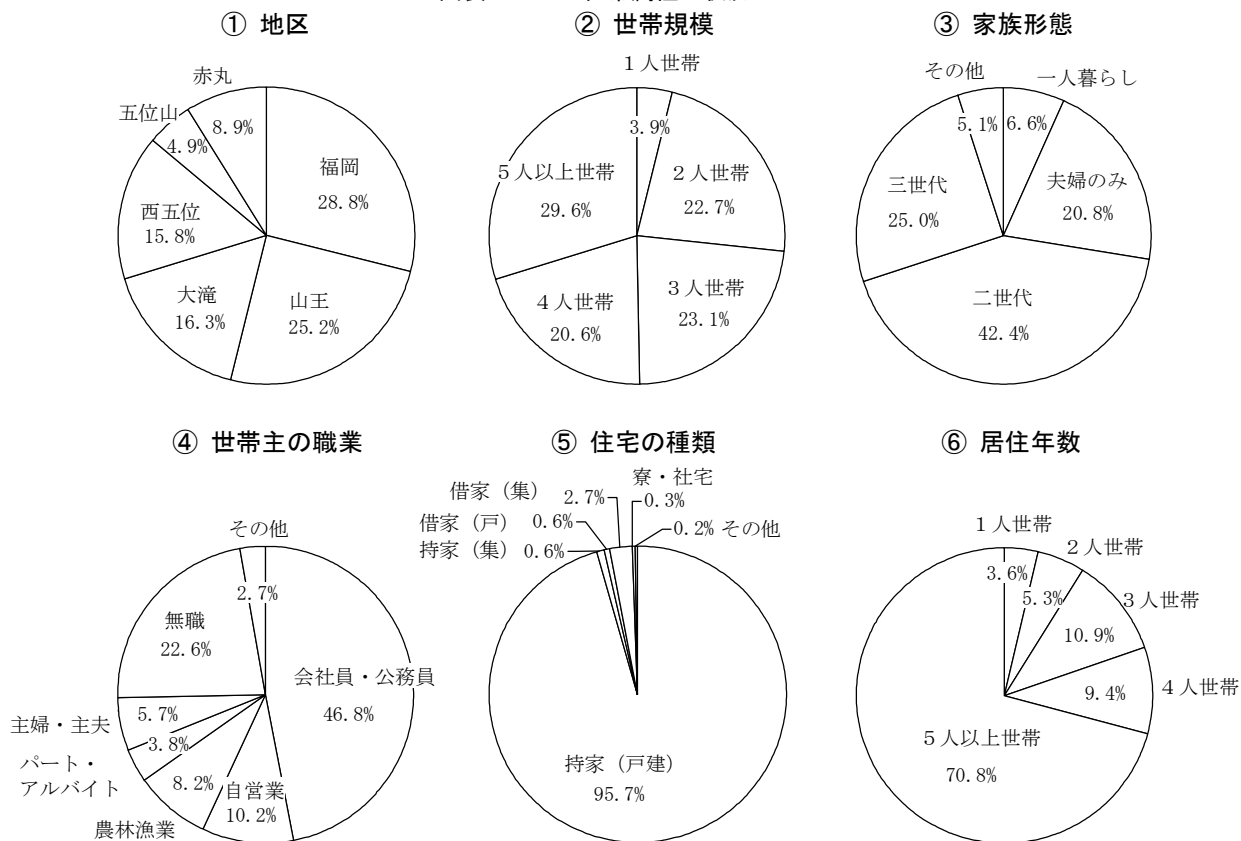 ① 地区
② 世帯規模
③ 家族形態
赤丸
8.9%
五位山
4.9%
福岡
28.8%
西五位
15.8%
大滝
16.3%
山王
25.2%
1人世帯
3.9%
5人以上世帯
29.6%
2人世帯
22.7%
4人世帯
20.6%
3人世帯
23.1%
その他
5.1%
一人暮らし
6.6%
三世代
25.0%
夫婦のみ
20.8%
二世代
42.4%
④ 世帯主の職業
⑤ 住宅の種類
⑥ 居住年数
その他
2.7%
無職
22.6%
会社員・公務員
46.8%
主婦・主夫
5.7%
パート・
アルバイト
3.8%
農林漁業
8.2%
自営業
10.2%
寮・社宅
0.3%
借家（集） 2.7%
借家（戸） 0.6%
持家（集） 0.6%
0.2% その他
持家（戸建）
95.7%
1人世帯
3.6%
2人世帯
5.3%
3人世帯
10.9%
4人世帯
9.4%
5人以上世帯
70.8%